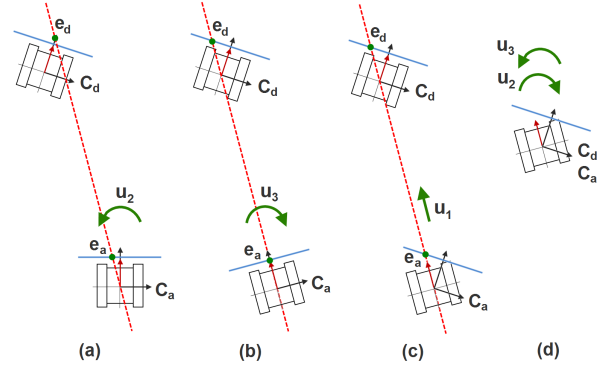 e_d
C_d
u_2
e_a
C_a
(a)
e_d
C_d
u_3
e_a
C_a
(b)
e_d
C_d
u_1
e_a
C_a
(c)
u_3
u_2
C_d
C_a
(d)